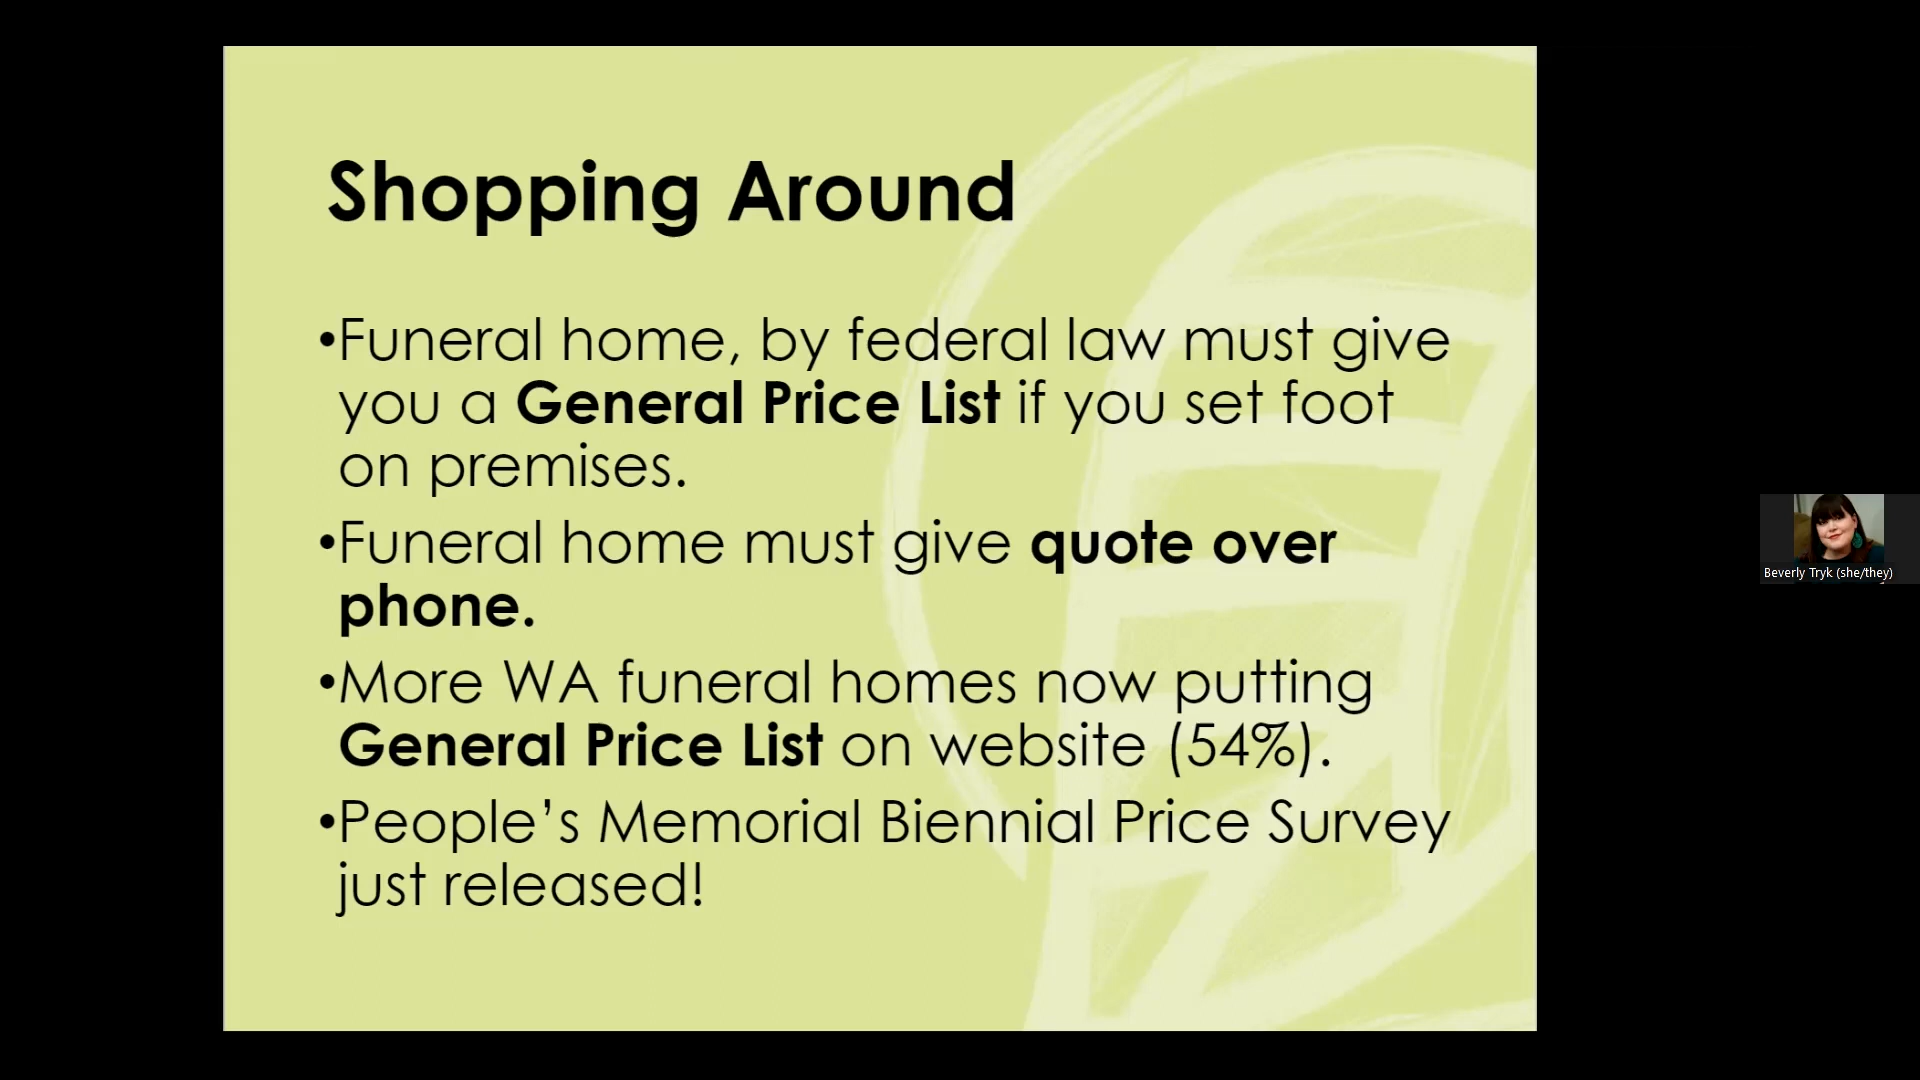 Shopping Around
•Funeral home, by federal law must give
you a General Price List if you set foot
on premises.
•Funeral home must give quote over
phone.
•More WA funeral homes now putting
General Price List on website (54%).
•People’s Memorial Biennial Price Survey
just released!
Beverly Tryk (she/they)